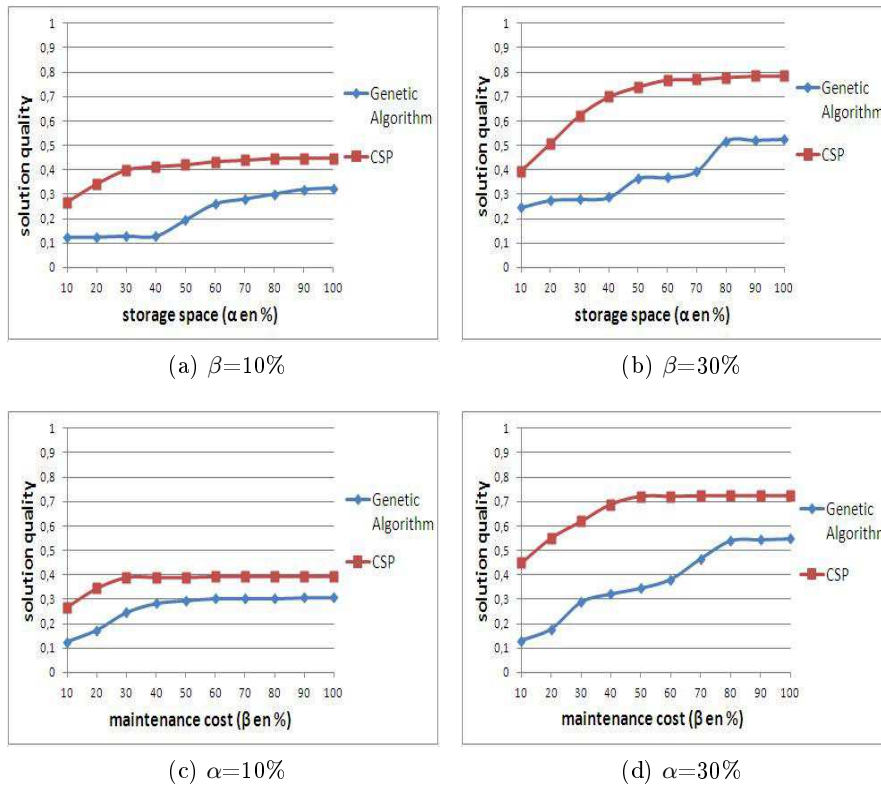 1
0,9
0,8
0,7
0,6
0,5
0,4
0,3
0,2
0,1
0
solution quality
10 20 30 40 50 60 70 80 90 100
storage space (α en %)
Genetic
Algorithm
CSP
(a) β=10%
1
0,9
0,8
0,7
0,6
0,5
0,4
0,3
0,2
0,1
0
solution quality
10 20 30 40 50 60 70 80 90 100
storage space (α en %)
Genetic
Algorithm
CSP
(b) β=30%
1
0,9
0,8
0,7
0,6
0,5
0,4
0,3
0,2
0,1
0
solution quality
10 20 30 40 50 60 70 80 90 100
maintenance cost (β en %)
Genetic
Algorithm
CSP
(c) α=10%
1
0,9
0,8
0,7
0,6
0,5
0,4
0,3
0,2
0,1
0
solution quality
10 20 30 40 50 60 70 80 90 100
maintenance cost (β en %)
Genetic
Algorithm
CSP
(d) α=30%